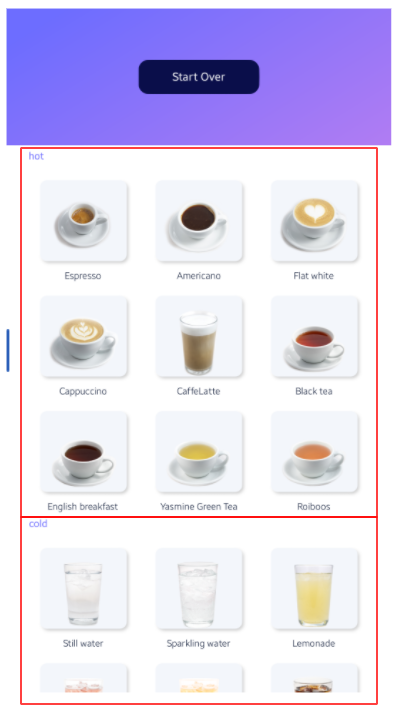 Start Over
hot
Espresso
Americano
Flat white
Cappuccino
CaffeLatte
Black tea
English breakfast
Yasmine Green Tea
Roiboos
cold
Still water
Sparkling water
Lemonade